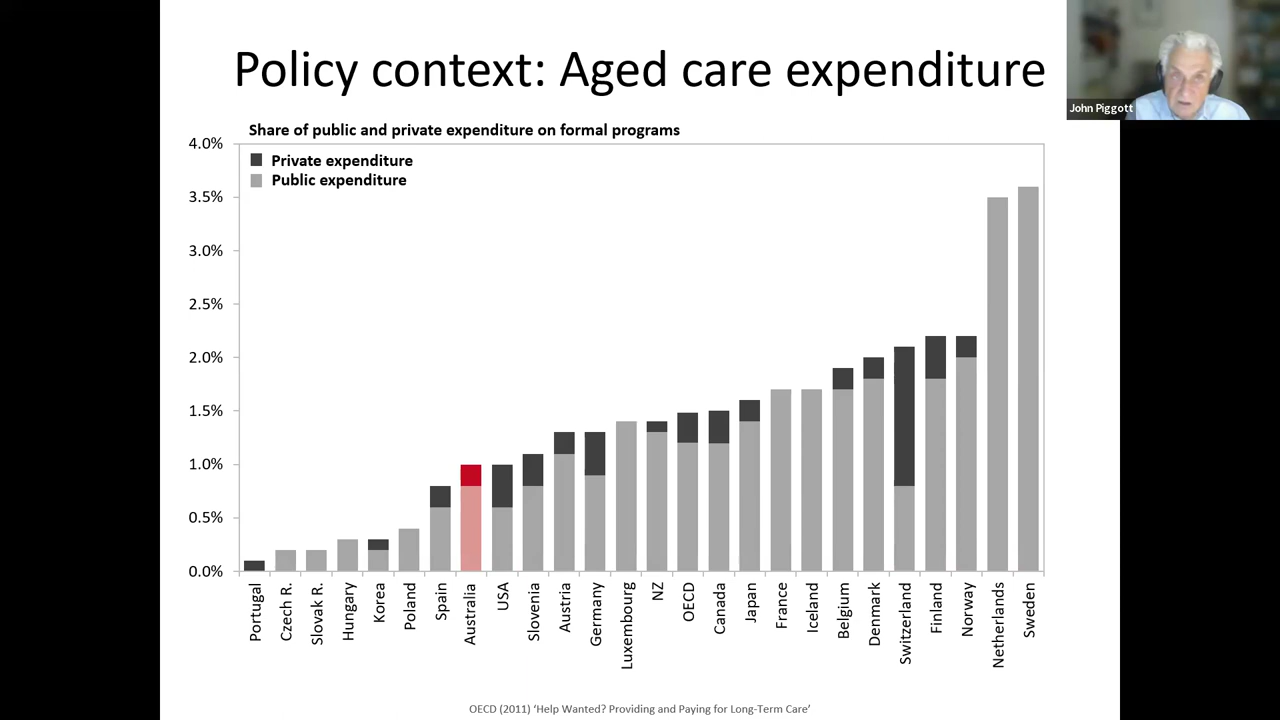 Policy context: Aged care expenditure
John Piggott
Share of public and private expenditure on formal programs
Private expenditure
Public expenditure
4.0%
3.5%
3.0%
2.5%
2.0%
1.5%
1.0%
0.5%
0.0%
Portugal
Czech R.
Slovak R.
Hungary
Korea
Poland
Spain
Australia
USA
Slovenia
Austria
Germany
Luxembourg
NZ
OECD
Canada
Japan
France
Iceland
Belgium
Denmark
Switzerland
Finland
Norway
Netherlands
Sweden
OECD (2011) ‘Help Wanted? Providing and Paying for Long-Term Care’